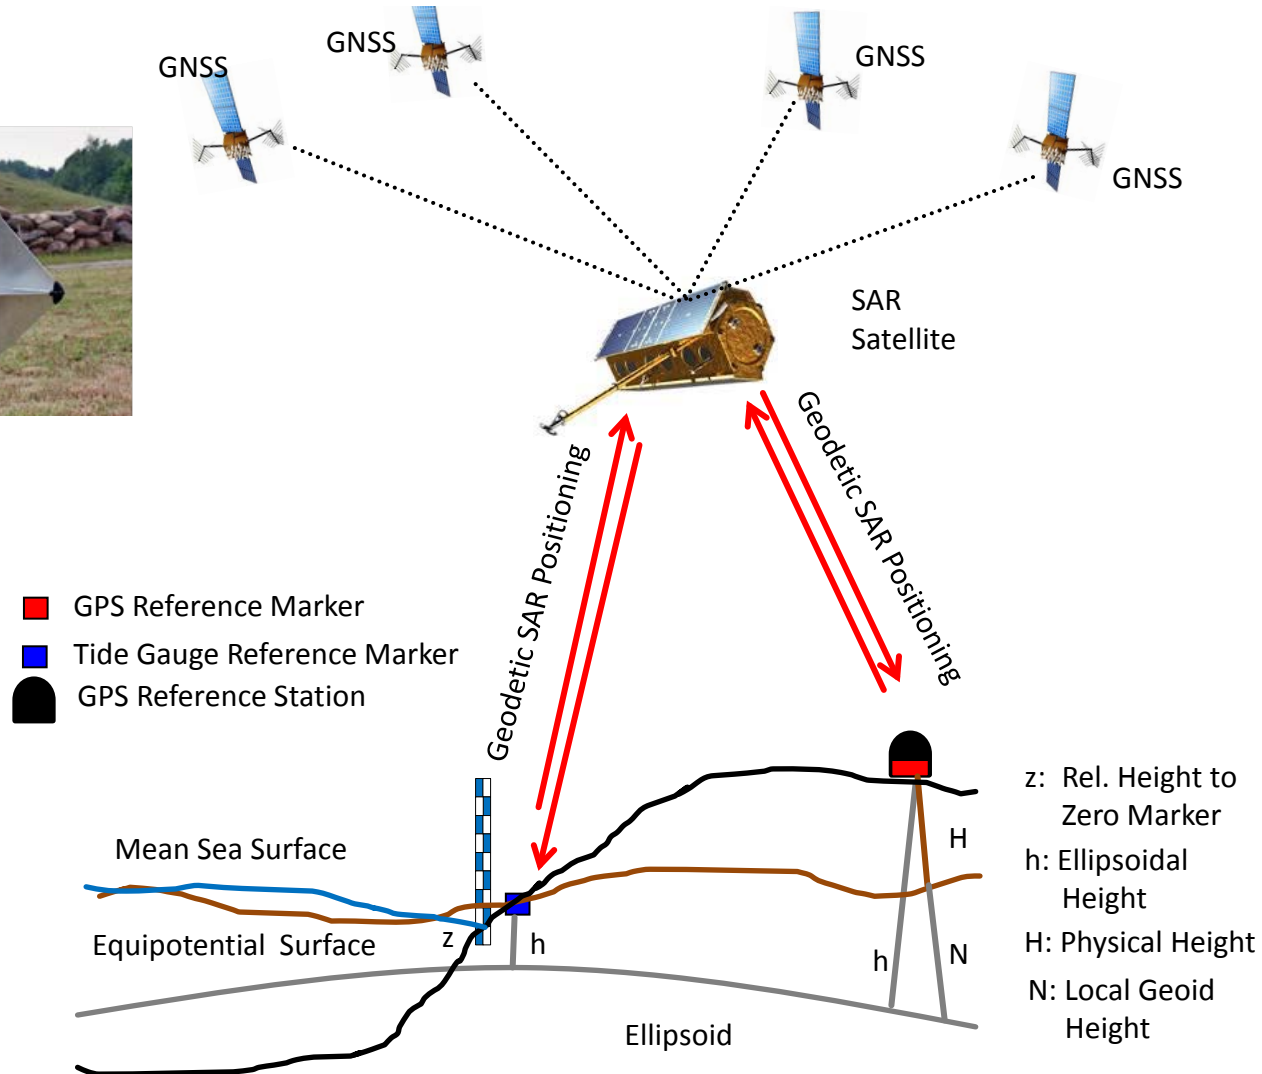 GNSS
GNSS
GNSS
GNSS
SAR
Satellite
Geodetic SAR Positioning
Geodetic SAR Positioning
GPS Reference Marker
Tide Gauge Reference Marker
GPS Reference Station
Mean Sea Surface
Equipotential Surface
z
h
Ellipsoid
H
h
N
z: Rel. Height to
Zero Marker
h: Ellipsoidal
Height
H: Physical Height
N: Local Geoid
Height